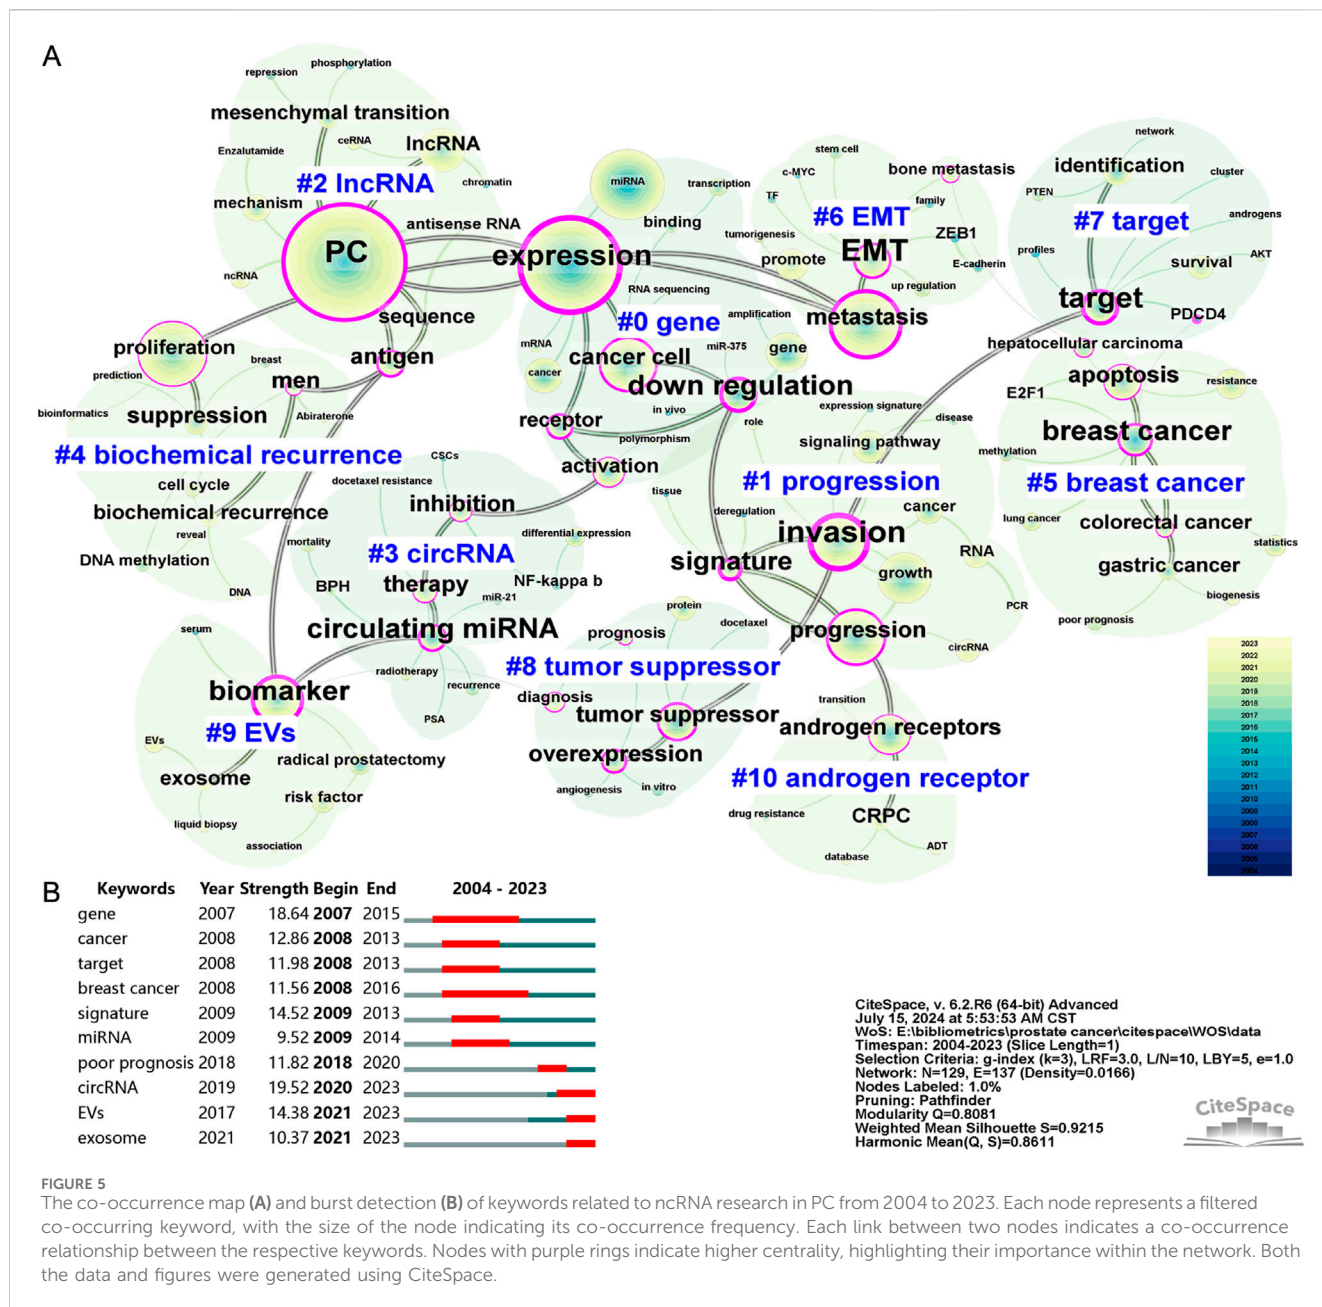 A
repression
phosphorylation
mesenchymal transition
ceRNA
lncRNA
Enzalutamide
#2 lncRNA
chromatin
mechanism
antisense RNA
PC
ncRNA
sequence
miRNA
transcription
binding
expression
RNA sequencing
#0 gene
amplification
mRNA
cancer
cancer cell
miR-375
gene
down regulation
receptor
in vivo
polymorphism
role
activation
tissue
stem cell
c-MYC
TF
bone metastasis
family
#6 EMT
tumorigenesis
EMT
ZEB1
promote
E-cadherin
up regulation
metastasis
network
identification
cluster
PTEN
#7 target
androgens
profiles
survival
AKT
target
PDCD4
hepatocellular carcinoma
apoptosis
resistance
E2F1
breast cancer
methylation
#5 breast cancer
lung cancer
colorectal cancer
statistics
gastric cancer
biogenesis
poor prognosis
proliferation
antigen
prediction
breast
men
bioinformatics
suppression
Abiraterone
#4 biochemical recurrence
cell cycle
biochemical recurrence
reveal
DNA methylation
DNA
CSCs
docetaxel resistance
inhibition
differential expression
mortality
#3 circRNA
BPH
therapy
NF-kappa b
miR-21
circulating miRNA
radiotherapy
recurrence
PSA
expression signature
disease
signaling pathway
#1 progression
cancer
deregulation
invasion
RNA
signature
growth
PCR
progression
circRNA
protein
docetaxel
prognosis
#8 tumor suppressor
diagnosis
tumor suppressor
overexpression
angiogenesis
in vitro
serum
biomarker
#9 EVs
EVs
radical prostatectomy
exosome
risk factor
liquid biopsy
association
transition
androgen receptors
#10 androgen receptor
drug resistance
CRPC
ADT
database
2023
2022
2021
2020
2019
2018
2017
2016
2015
2014
2013
2012
2011
2010
2009
2008
2007
2006
2005
2004
B
Keywords Year Strength Begin End 2004 - 2023
gene 2007 18.64 2007 2015
cancer 2008 12.86 2008 2013
target 2008 11.98 2008 2013
breast cancer 2008 11.56 2008 2016
signature 2009 14.52 2009 2013
miRNA 2009 9.52 2009 2014
poor prognosis 2018 11.82 2018 2020
circRNA 2019 19.52 2020 2023
EVs 2017 14.38 2021 2023
exosome 2021 10.37 2021 2023
CiteSpace, v. 6.2.R6 (64-bit) Advanced
July 15, 2024 at 5:53:53 AM CST
WoS: E:\bibliometrics\prostate cancer\citespace\WOS\data
Timespan: 2004-2023 (Slice Length=1)
Selection Criteria: g-index (k=3), LRF=3.0, L/N=10, LBY=5, e=1.0
Network: N=129, E=137 (Density=0.0166)
Nodes Labeled: 1.0%
Pruning: Pathfinder
Modularity Q=0.8081
Weighted Mean Silhouette S=0.9215
Harmonic Mean(Q, S)=0.8611
CiteSpace
FIGURE 5
The co-occurrence map (A) and burst detection (B) of keywords related to ncRNA research in PC from 2004 to 2023. Each node represents a filtered
co-occurring keyword, with the size of the node indicating its co-occurrence frequency. Each link between two nodes indicates a co-occurrence
relationship between the respective keywords. Nodes with purple rings indicate higher centrality, highlighting their importance within the network. Both
the data and figures were generated using CiteSpace.